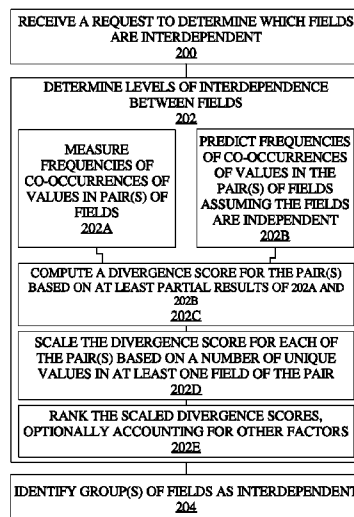 RECEIVE A REQUEST TO DETERMINE WHICH FIELDS
ARE INTERDEPENDENT
200
DETERMINE LEVELS OF INTERDEPENDENCE
BETWEEN FIELDS
202
MEASURE
FREQUENCIES OF
CO-OCCURRENCES OF
VALUES IN PAIR(S) OF
FIELDS
202A
PREDICT FREQUENCIES
OF CO-OCCURRENCES
OF VALUES IN THE
PAIR(S) OF FIELDS
ASSUMING THE FIELDS
ARE INDEPENDENT
202B
COMPUTE A DIVERGENCE SCORE FOR THE PAIR(S)
BASED ON AT LEAST PARTIAL RESULTS OF 202A AND
202B
202C
SCALE THE DIVERGENCE SCORE FOR EACH OF
THE PAIR(S) BASED ON A NUMBER OF UNIQUE
VALUES IN AT LEAST ONE FIELD OF THE PAIR
202D
RANK THE SCALED DIVERGENCE SCORES,
OPTIONALLY ACCOUNTING FOR OTHER FACTORS
202E
IDENTIFY GROUP(S) OF FIELDS AS INTERDEPENDENT
204